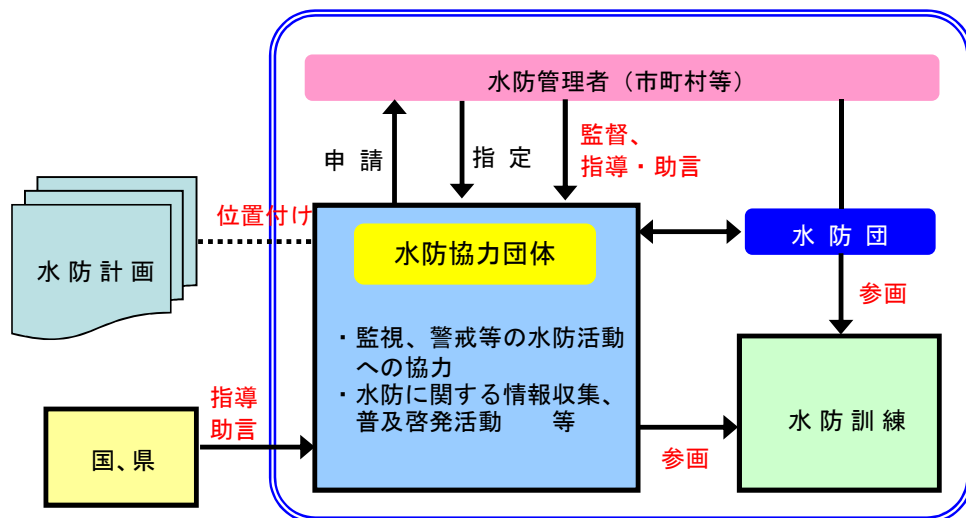 水防管理者（市町村等）
申 請
指 定
監督、
指導・助言
位置付け
水 防 計 画
水防協力団体
水 防 団
・監視、警戒等の水防活動
への協力
・水防に関する情報収集、
普及啓発活動　　等
参画
指導
助言
国、県
参画
水 防 訓 練